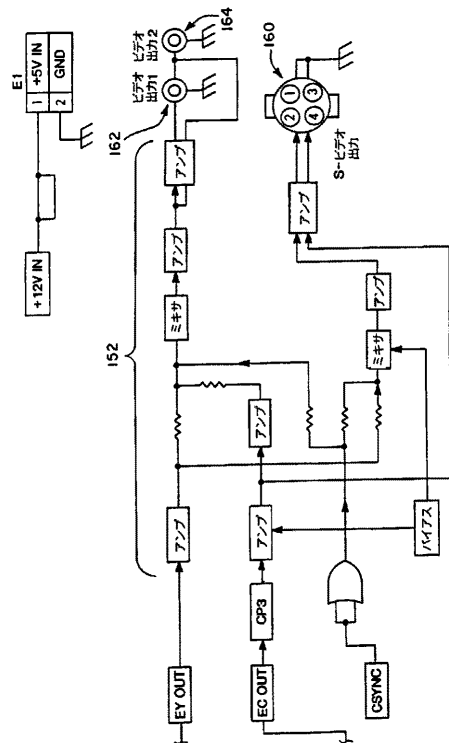 E1
1 +5V IN
2 GND
+12V IN
164
ビデオ
出力2
ビデオ
出力1
162
160
1
2
3
4
S-ビデオ
出力
152
アンプ
アンプ
ミキサ
アンプ
アンプ
ミキサ
アンプ
アンプ
アンプ
バイアス
CP3
EY OUT
EC OUT
CSYNC